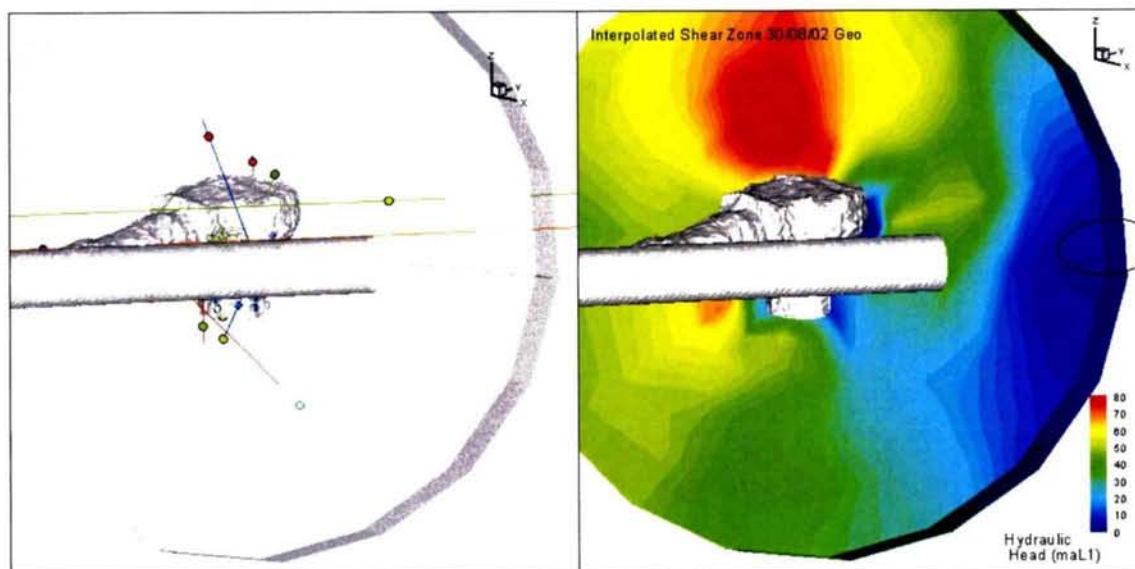 Z
Y
X
Interpolated Shear Zone 30/08/02 Geo
Z
Y
X
80
70
60
50
40
30
20
10
0
Hydraulic
Head (maL1)